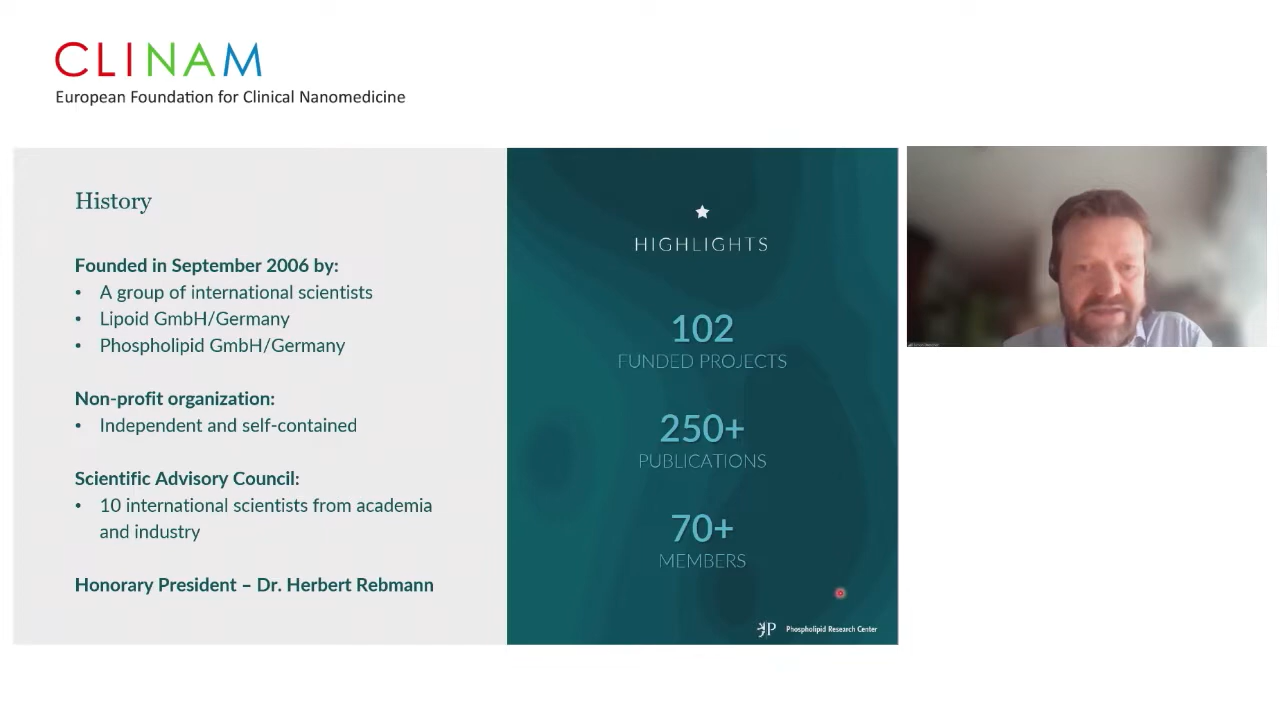 CLINAM
European Foundation for Clinical Nanomedicine
History
Founded in September 2006 by:
• A group of international scientists
• Lipoid GmbH/Germany
• Phospholipid GmbH/Germany
Non-profit organization:
• Independent and self-contained
Scientific Advisory Council:
• 10 international scientists from academia
and industry
Honorary President – Dr. Herbert Rebmann
HIGHLIGHTS
102
FUNDED PROJECTS
250+
PUBLICATIONS
70+
MEMBERS
Phospholipid Research Center